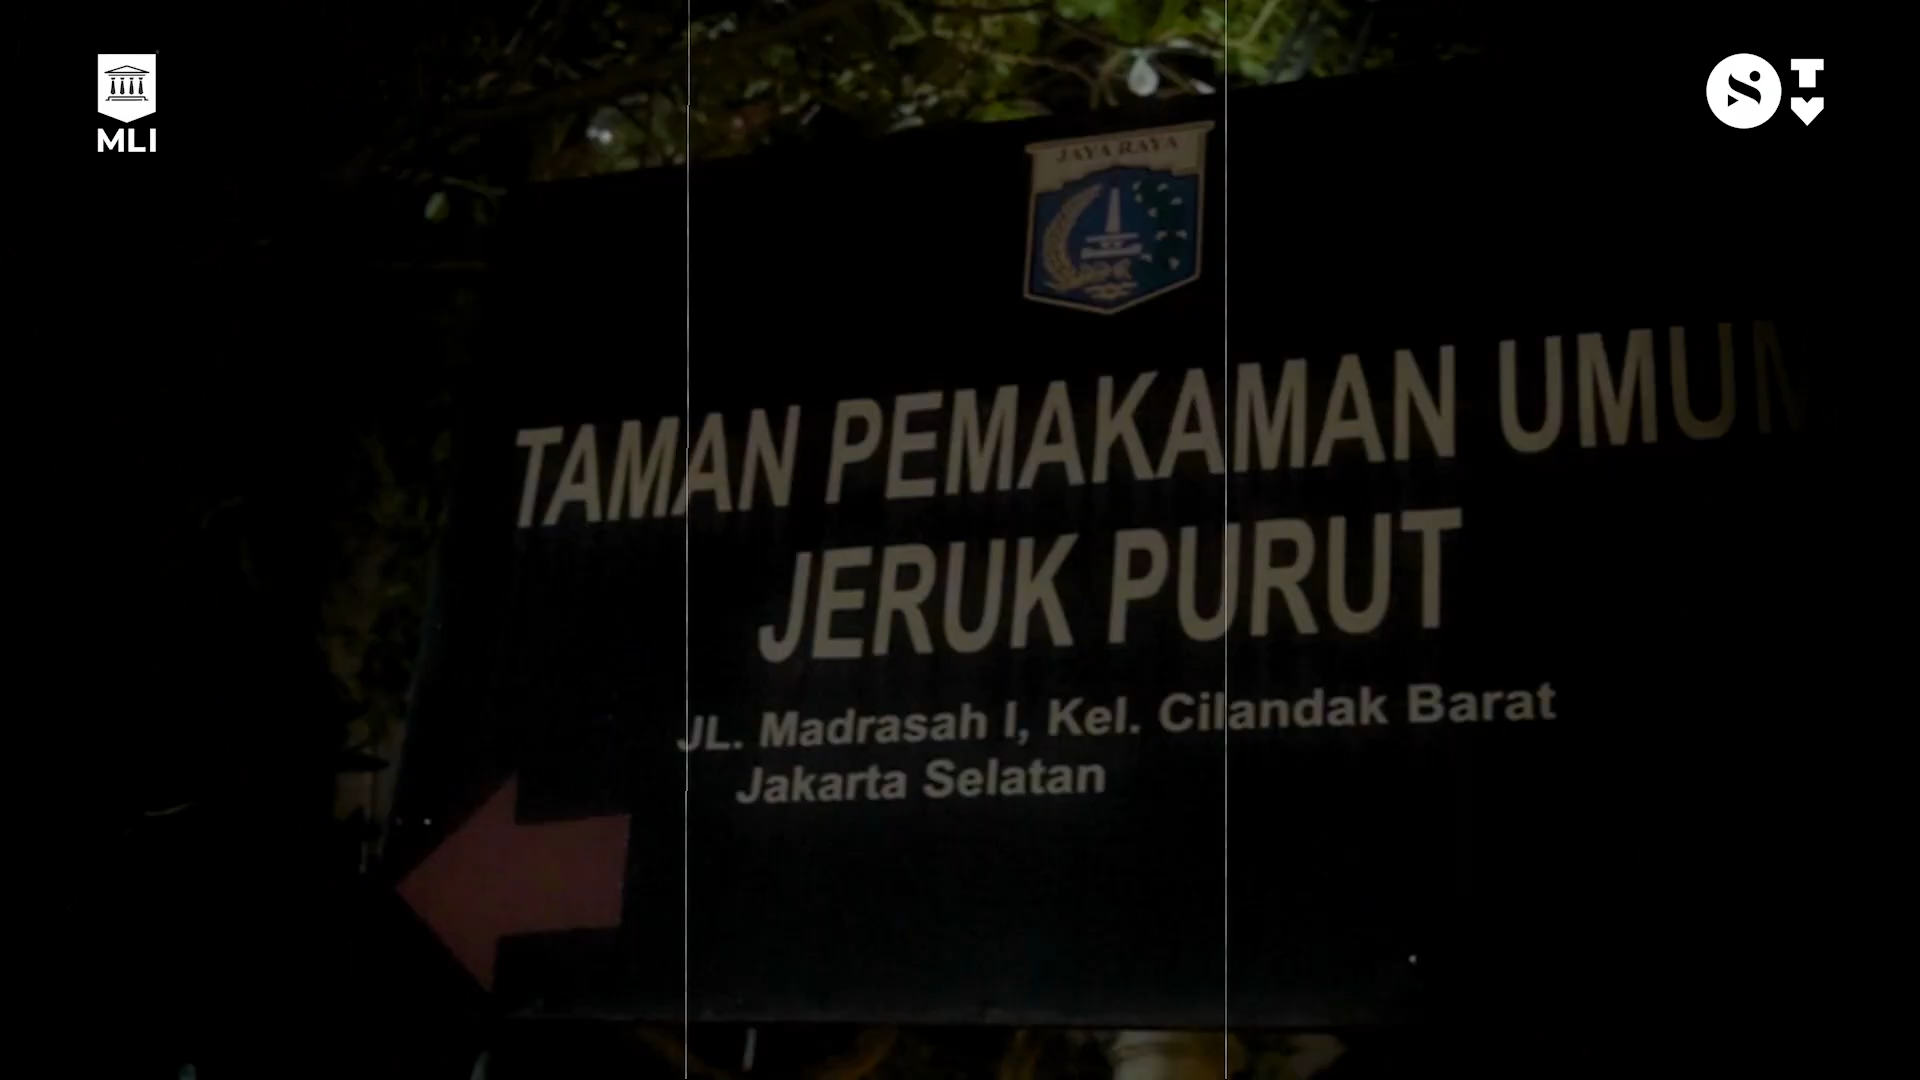 MLI
JAYA RAYA
TAMAN PEMAKAMAN UMUM
JERUK PURUT
JL. Madrasah I, Kel. Cilandak Barat
Jakarta Selatan